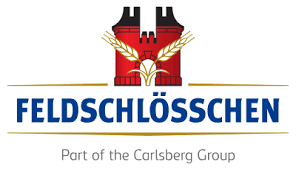 FELDSCHLÖSSCHEN
Part of the Carlsberg Group